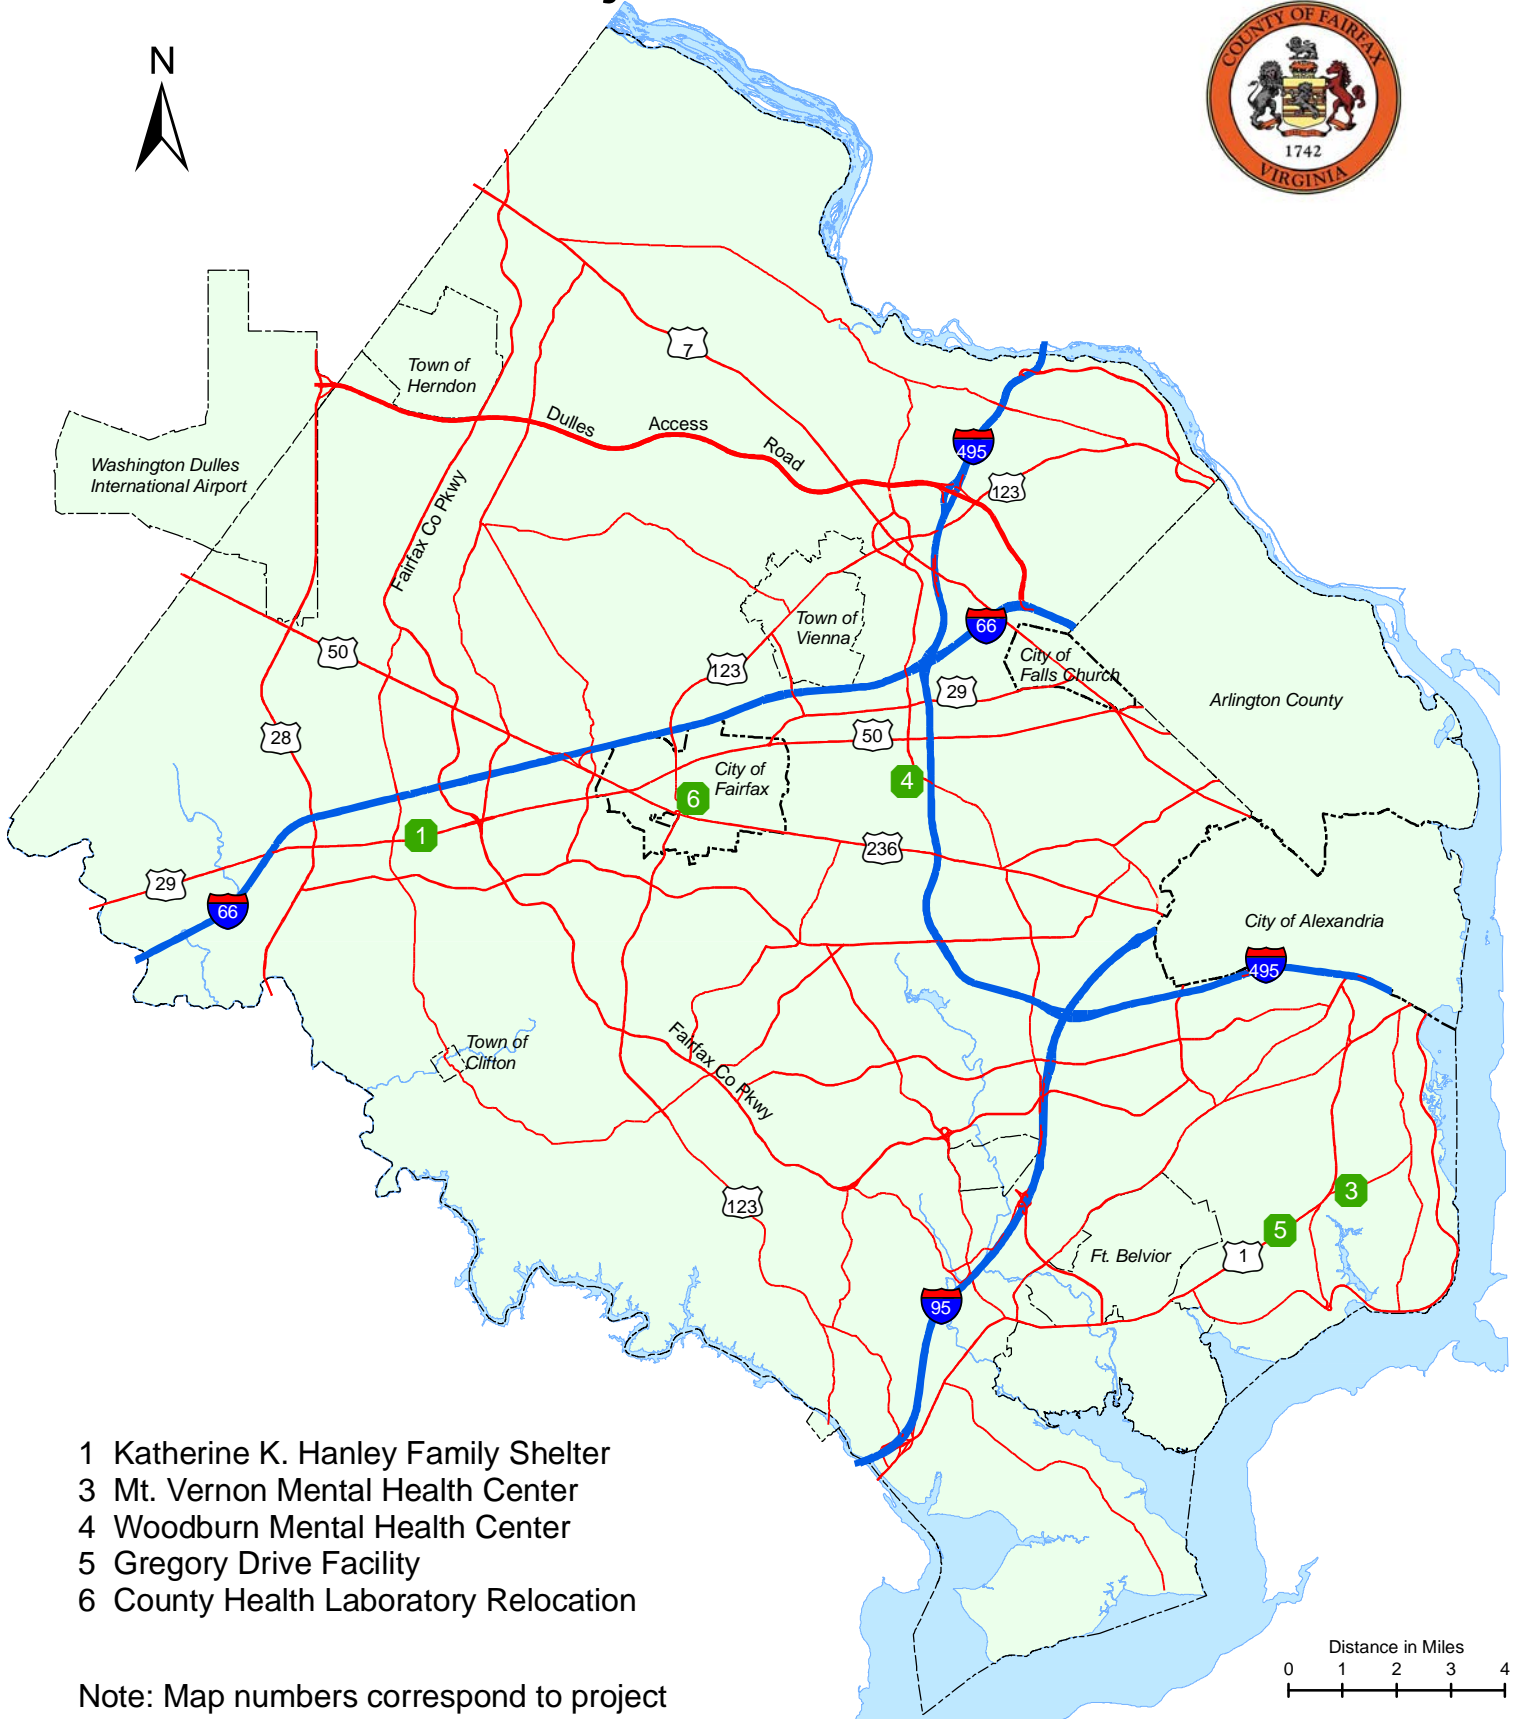 COUNTY OF FAIRFAX
1742
VIRGINIA
N
7
Town of
Herndon
Dulles
Access
Road
495
Washington Dulles
International Airport
123
Fairfax Co Pkwy
Town of
Vienna
66
50
City of
Falls Church
123
29
Arlington County
28
50
City of
Fairfax
4
6
1
236
29
66
City of Alexandria
495
Town of
Clifton
Fairfax Co Pkwy
3
123
5
1
Ft. Belvior
95
1 Katherine K. Hanley Family Shelter
3 Mt. Vernon Mental Health Center
4 Woodburn Mental Health Center
5 Gregory Drive Facility
6 County Health Laboratory Relocation
Distance in Miles
0 1 2 3 4
Note: Map numbers correspond to project